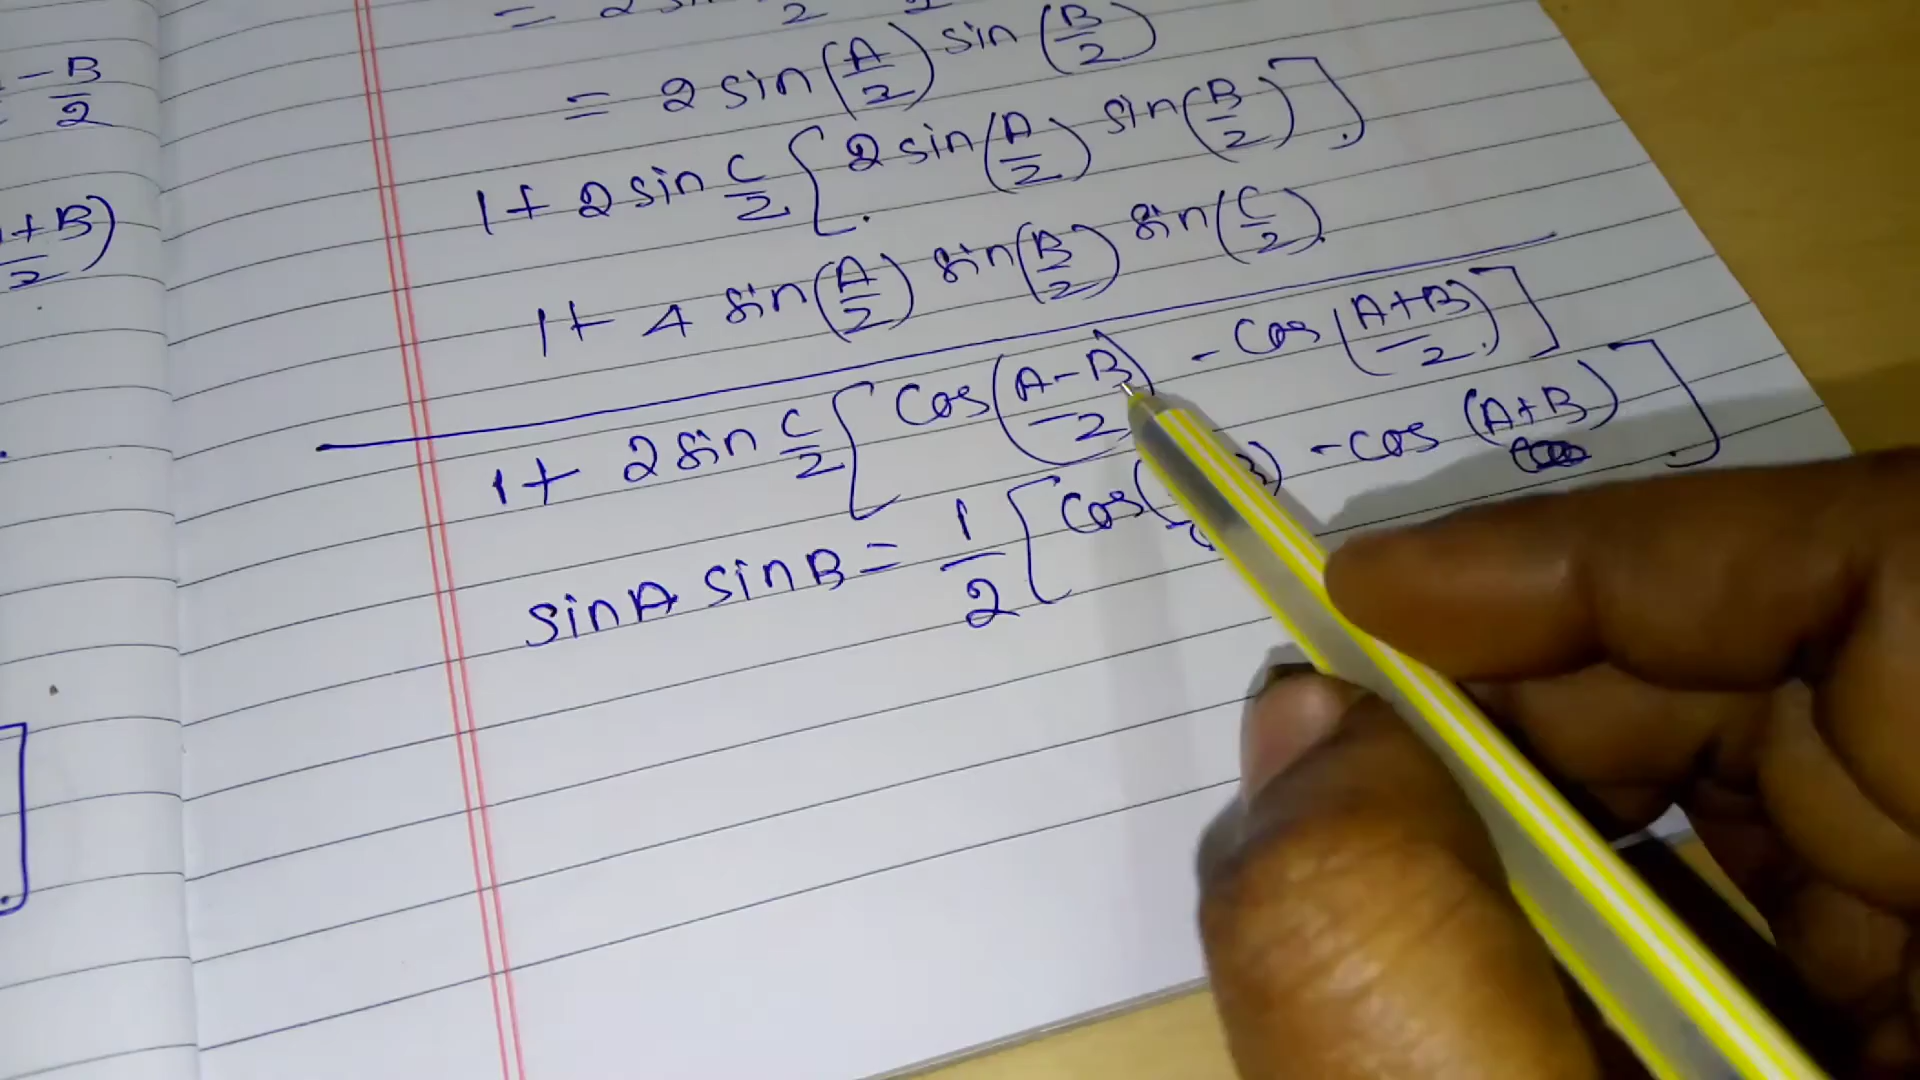 = 2 sin
= 2 sin(A/2) sin(B/2)
1 + 2 sin C/2 [2 sin(A/2) sin(B/2)]
1 + 4 sin(A/2) sin(B/2) sin(C/2).
1 + 2 sin C/2 [cos(A-B/2) - cos(A+B/2)]
sinA sinB = 1/2 [cos( - cos (A+B)]
-B/2
+B/2)
]